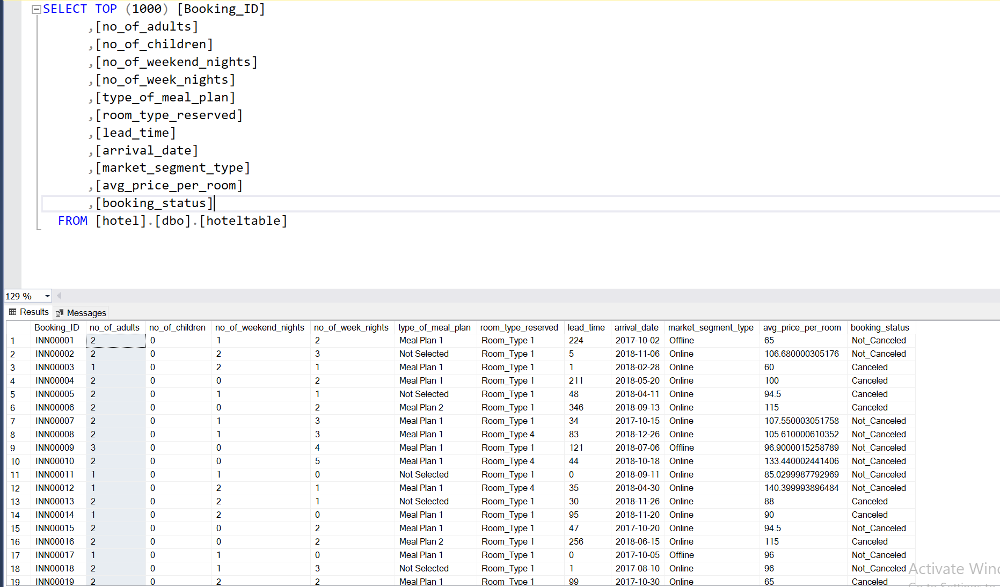 SELECT TOP (1000) [Booking_ID]
,[no_of_adults]
,[no_of_children]
,[no_of_weekend_nights]
,[no_of_week_nights]
,[type_of_meal_plan]
,[room_type_reserved]
,[lead_time]
,[arrival_date]
,[market_segment_type]
,[avg_price_per_room]
,[booking_status]
FROM [hotel].[dbo].[hoteltable]
129 %
Results Messages
Booking_ID no_of_adults no_of_children no_of_weekend_nights no_of_week_nights type_of_meal_plan room_type_reserved lead_time arrival_date market_segment_type avg_price_per_room booking_status
1 INN00001 2 0 1 2 Meal Plan 1 Room_Type 1 224 2017-10-02 Offline 65 Not_Canceled
2 INN00002 2 0 2 3 Not Selected Room_Type 1 5 2018-11-06 Online 106.680000305176 Not_Canceled
3 INN00003 1 0 2 1 Meal Plan 1 Room_Type 1 1 2018-02-28 Online 60 Canceled
4 INN00004 2 0 0 2 Meal Plan 1 Room_Type 1 211 2018-05-20 Online 100 Canceled
5 INN00005 2 0 1 1 Not Selected Room_Type 1 48 2018-04-11 Online 94.5 Canceled
6 INN00006 2 0 0 2 Meal Plan 2 Room_Type 1 346 2018-09-13 Online 115 Canceled
7 INN00007 2 0 1 3 Meal Plan 1 Room_Type 1 34 2017-10-15 Online 107.550003051758 Not_Canceled
8 INN00008 2 0 1 3 Meal Plan 1 Room_Type 4 83 2018-12-26 Online 105.610000610352 Not_Canceled
9 INN00009 3 0 0 4 Meal Plan 1 Room_Type 1 121 2018-07-06 Offline 96.9000015258789 Not_Canceled
10 INN00010 2 0 0 5 Meal Plan 1 Room_Type 4 44 2018-10-18 Online 133.440002441406 Not_Canceled
11 INN00011 1 0 1 0 Not Selected Room_Type 1 0 2018-09-11 Online 85.0299987792969 Not_Canceled
12 INN00012 1 0 2 1 Meal Plan 1 Room_Type 4 35 2018-04-30 Online 140.399993896484 Not_Canceled
13 INN00013 2 0 2 1 Not Selected Room_Type 1 30 2018-11-26 Online 88 Canceled
14 INN00014 1 0 2 0 Meal Plan 1 Room_Type 1 95 2018-11-20 Online 90 Canceled
15 INN00015 2 0 0 2 Meal Plan 1 Room_Type 1 47 2017-10-20 Online 94.5 Not_Canceled
16 INN00016 2 0 0 2 Meal Plan 2 Room_Type 1 256 2018-06-15 Online 115 Canceled
17 INN00017 1 0 1 0 Meal Plan 1 Room_Type 1 0 2017-10-05 Offline 96 Not_Canceled
18 INN00018 2 0 1 3 Not Selected Room_Type 1 1 2017-08-10 Online 96 Not_Canceled
19 INN00019 2 0 2 2 Meal Plan 1 Room_Type 1 99 2017-10-30 Online 65 Canceled
Activate Win